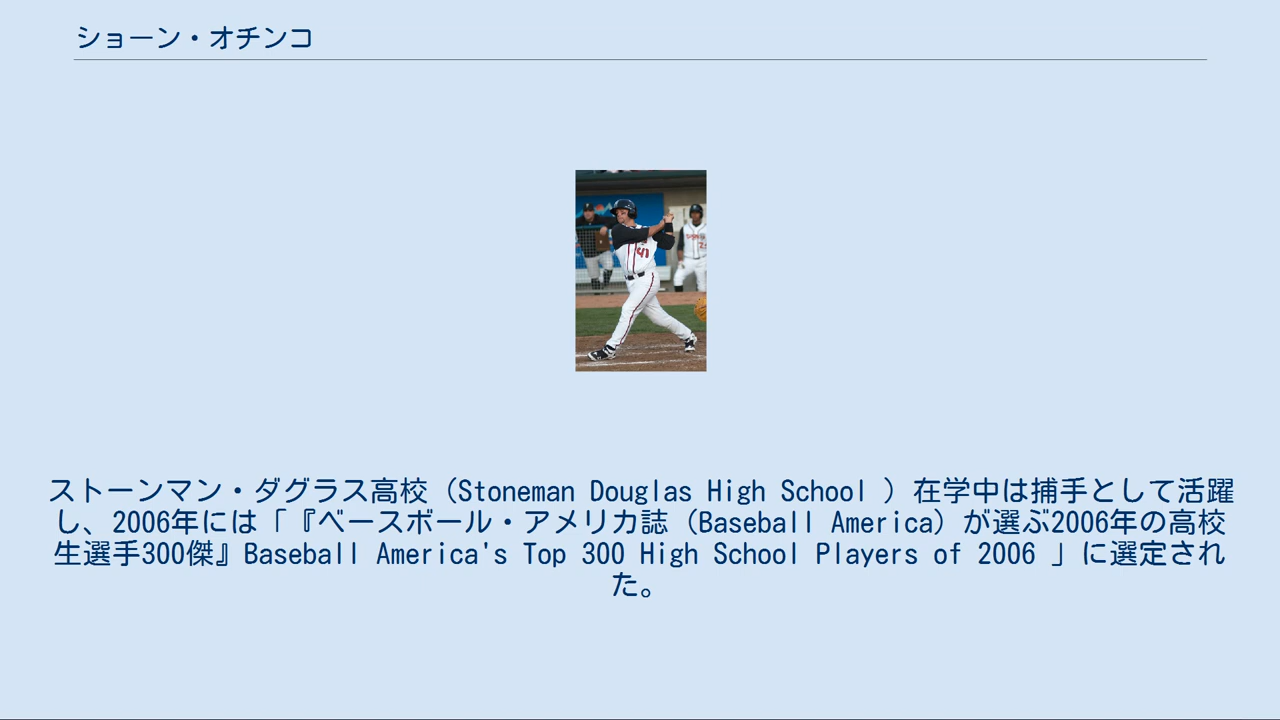 ショーン・オチンコ
ストーンマン・ダグラス高校（Stoneman Douglas High School ）在学中は捕手として活躍
し、2006年には「『ベースボール・アメリカ誌（Baseball America）が選ぶ2006年の高校
生選手300傑』Baseball America's Top 300 High School Players of 2006 」に選定され
た。